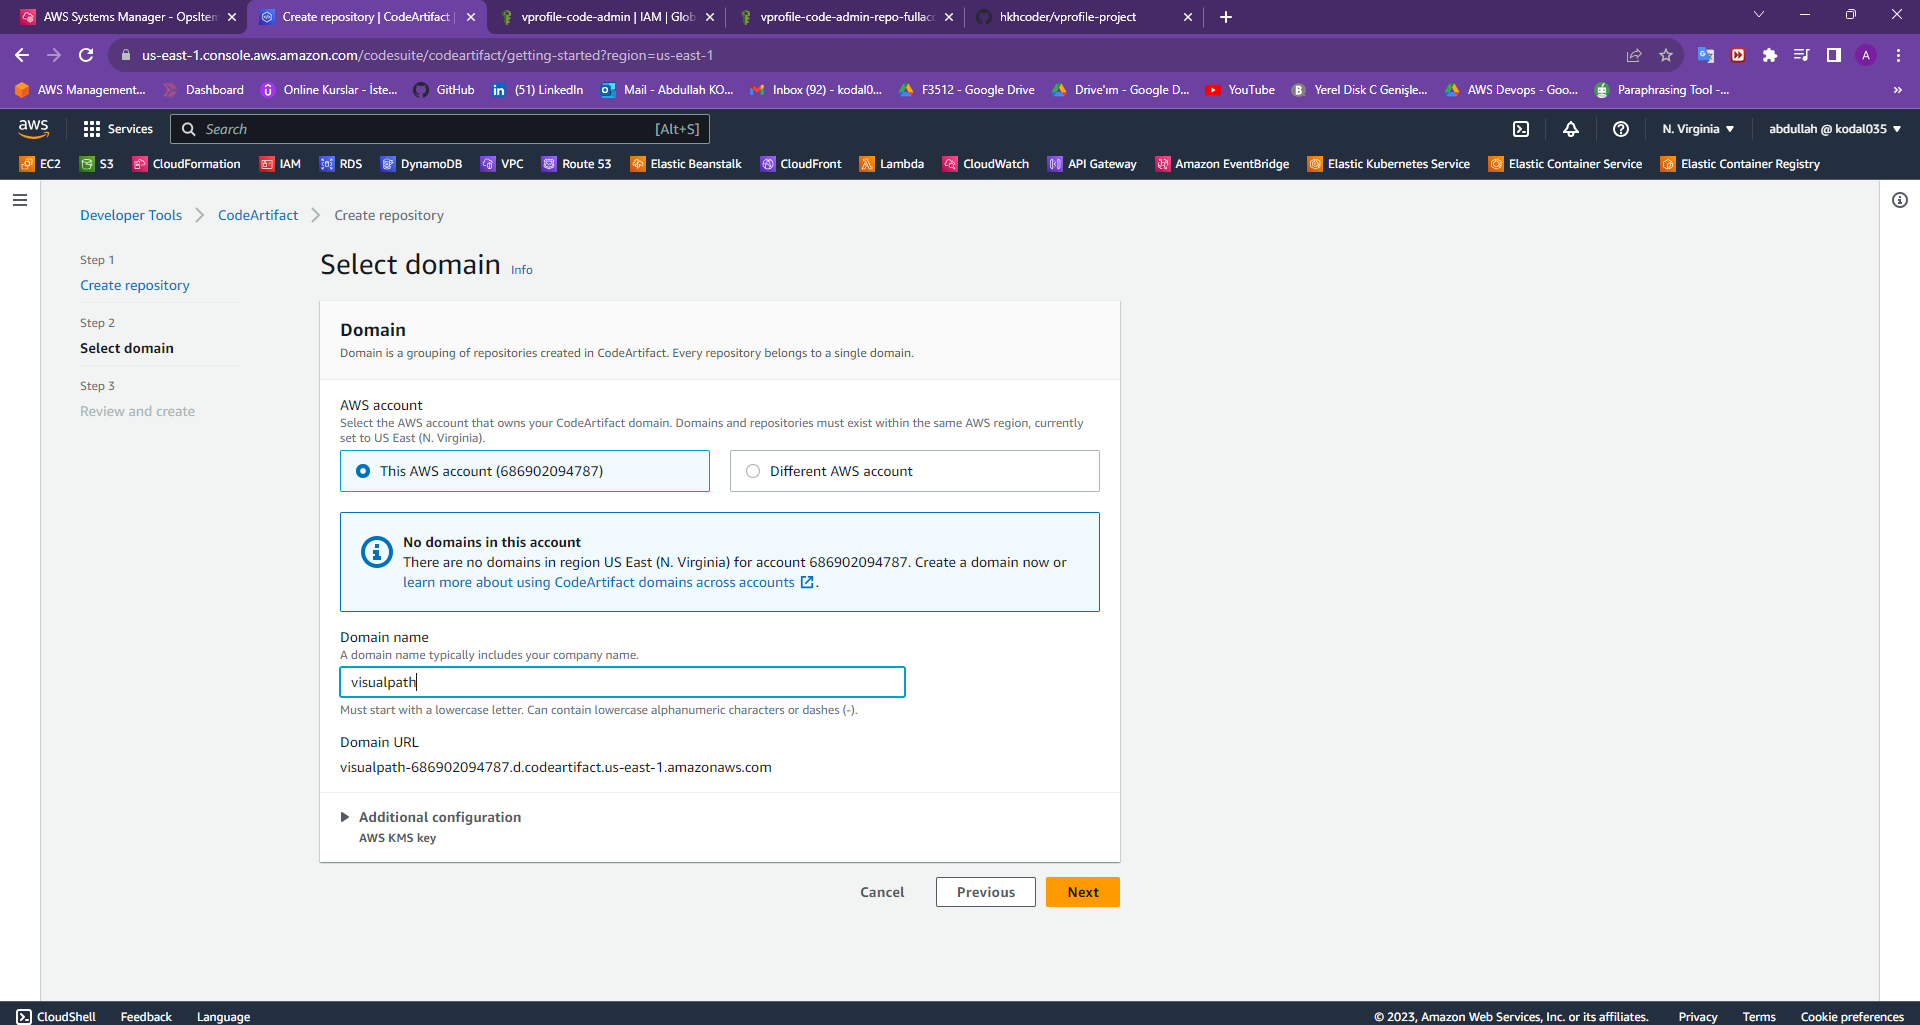 AWS Systems Manager - OpsItem
Create repository | CodeArtifact |
vprofile-code-admin | IAM | Glob
vprofile-code-admin-repo-fullacc
hkhcoder/vprofile-project
us-east-1.console.aws.amazon.com/codesuite/codeartifact/getting-started?region=us-east-1
A
AWS Management...
Dashboard
Online Kurslar - İste...
GitHub
(51) LinkedIn
Mail - Abdullah KO...
Inbox (92) - kodal0...
F3512 - Google Drive
Drive'ım - Google D...
YouTube
Yerel Disk C Genişle...
AWS Devops - Goo...
Paraphrasing Tool -...
»
aws
Services
Search
[Alt+S]
N. Virginia
abdullah @ kodal035
EC2
S3
CloudFormation
IAM
RDS
DynamoDB
VPC
Route 53
Elastic Beanstalk
CloudFront
Lambda
CloudWatch
API Gateway
Amazon EventBridge
Elastic Kubernetes Service
Elastic Container Service
Elastic Container Registry
Developer Tools
CodeArtifact
Create repository
Step 1
Create repository
Step 2
Select domain
Step 3
Review and create
Select domain Info
Domain
Domain is a grouping of repositories created in CodeArtifact. Every repository belongs to a single domain.
AWS account
Select the AWS account that owns your CodeArtifact domain. Domains and repositories must exist within the same AWS region, currently
set to US East (N. Virginia).
This AWS account (686902094787)
Different AWS account
No domains in this account
There are no domains in region US East (N. Virginia) for account 686902094787. Create a domain now or
learn more about using CodeArtifact domains across accounts .
Domain name
A domain name typically includes your company name.
visualpath
Must start with a lowercase letter. Can contain lowercase alphanumeric characters or dashes (-).
Domain URL
visualpath-686902094787.d.codeartifact.us-east-1.amazonaws.com
Additional configuration
AWS KMS key
Cancel
Previous
Next
CloudShell
Feedback
Language
© 2023, Amazon Web Services, Inc. or its affiliates.
Privacy
Terms
Cookie preferences